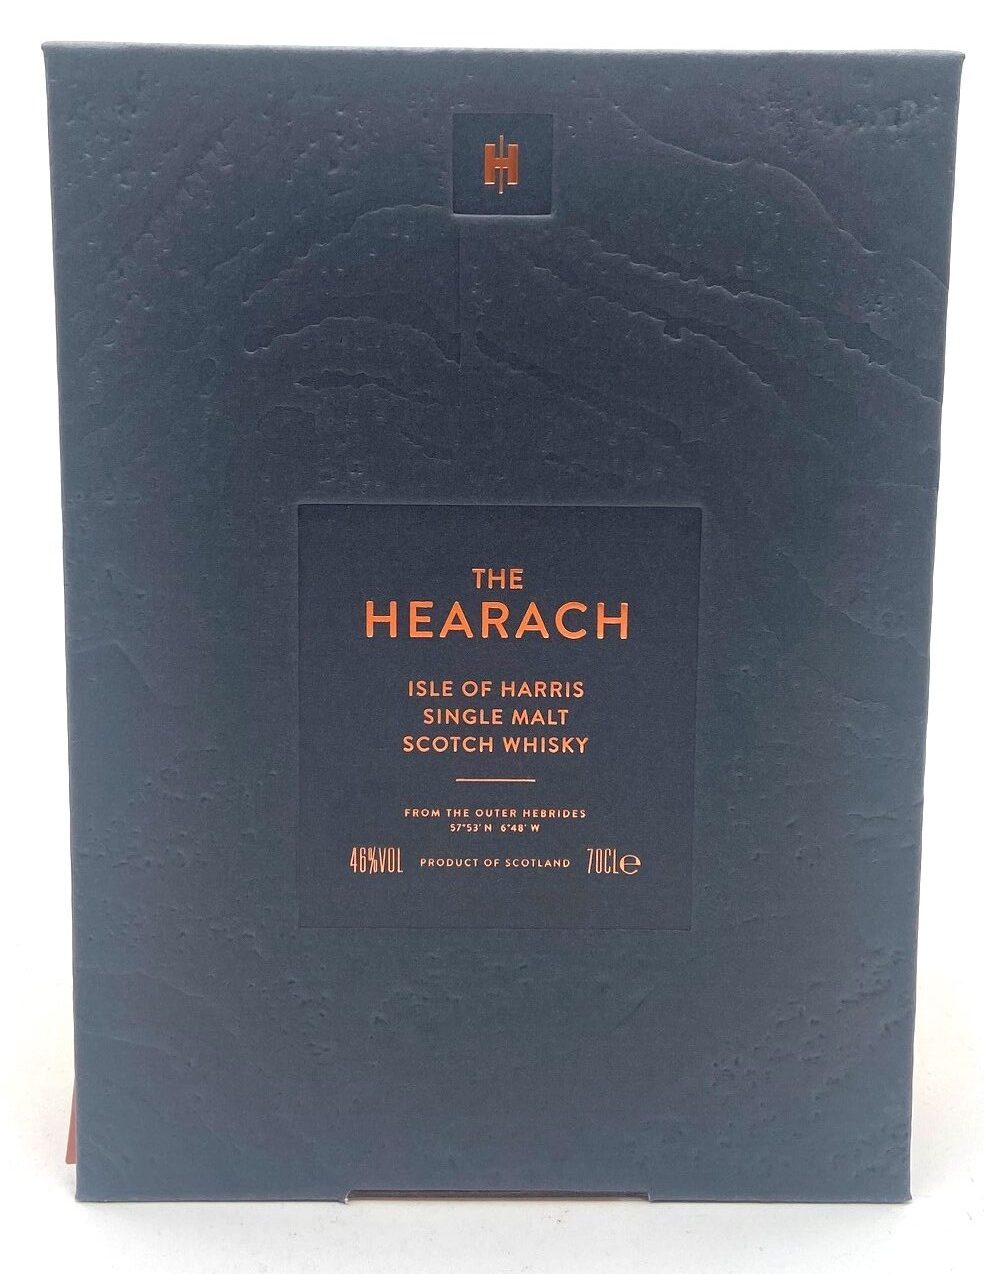 H
THE
HEARACH
ISLE OF HARRIS
SINGLE MALT
SCOTCH WHISKY
FROM THE OUTER HEBRIDES
57°53' N 6°48' W
46%VOL PRODUCT OF SCOTLAND 70CL℮